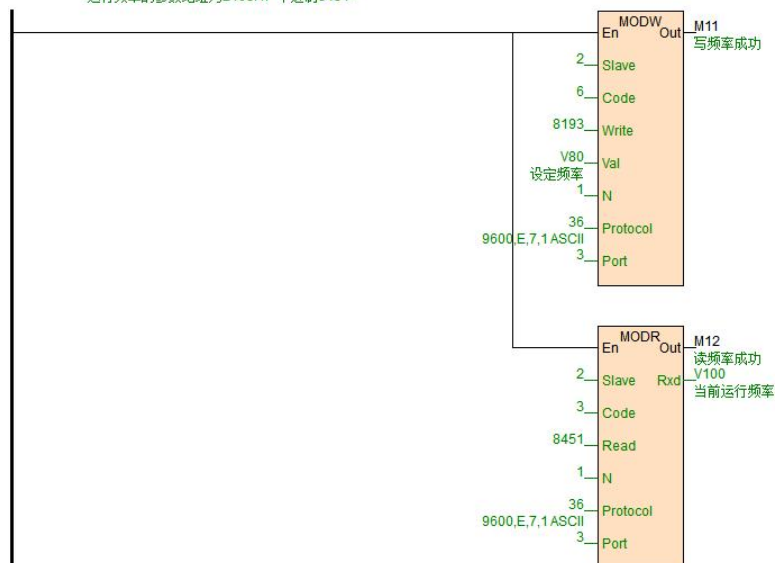 MODW
En Out M11
写频率成功
2 Slave
6 Code
8193 Write
V80 Val
设定频率
1 N
36 Protocol
9600,E,7,1 ASCII
3 Port
MODR
En Out M12
读频率成功
2 Slave Rxd V100
当前运行频率
3 Code
8451 Read
1 N
36 Protocol
9600,E,7,1 ASCII
3 Port